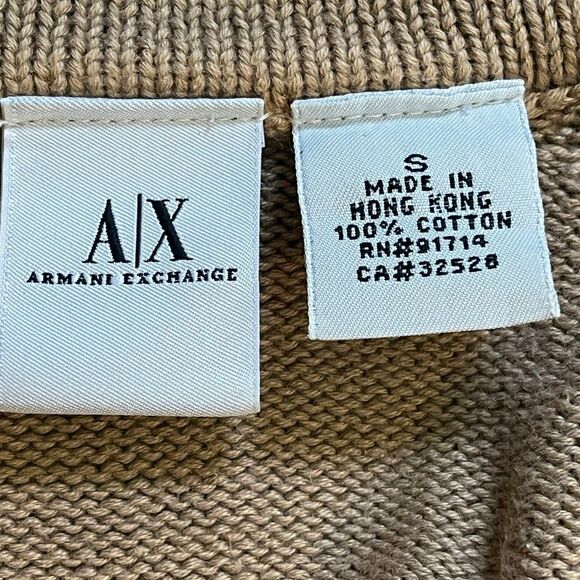 A|X
ARMANI EXCHANGE
S
MADE IN
HONG KONG
100% COTTON
RN#91714
CA#32528